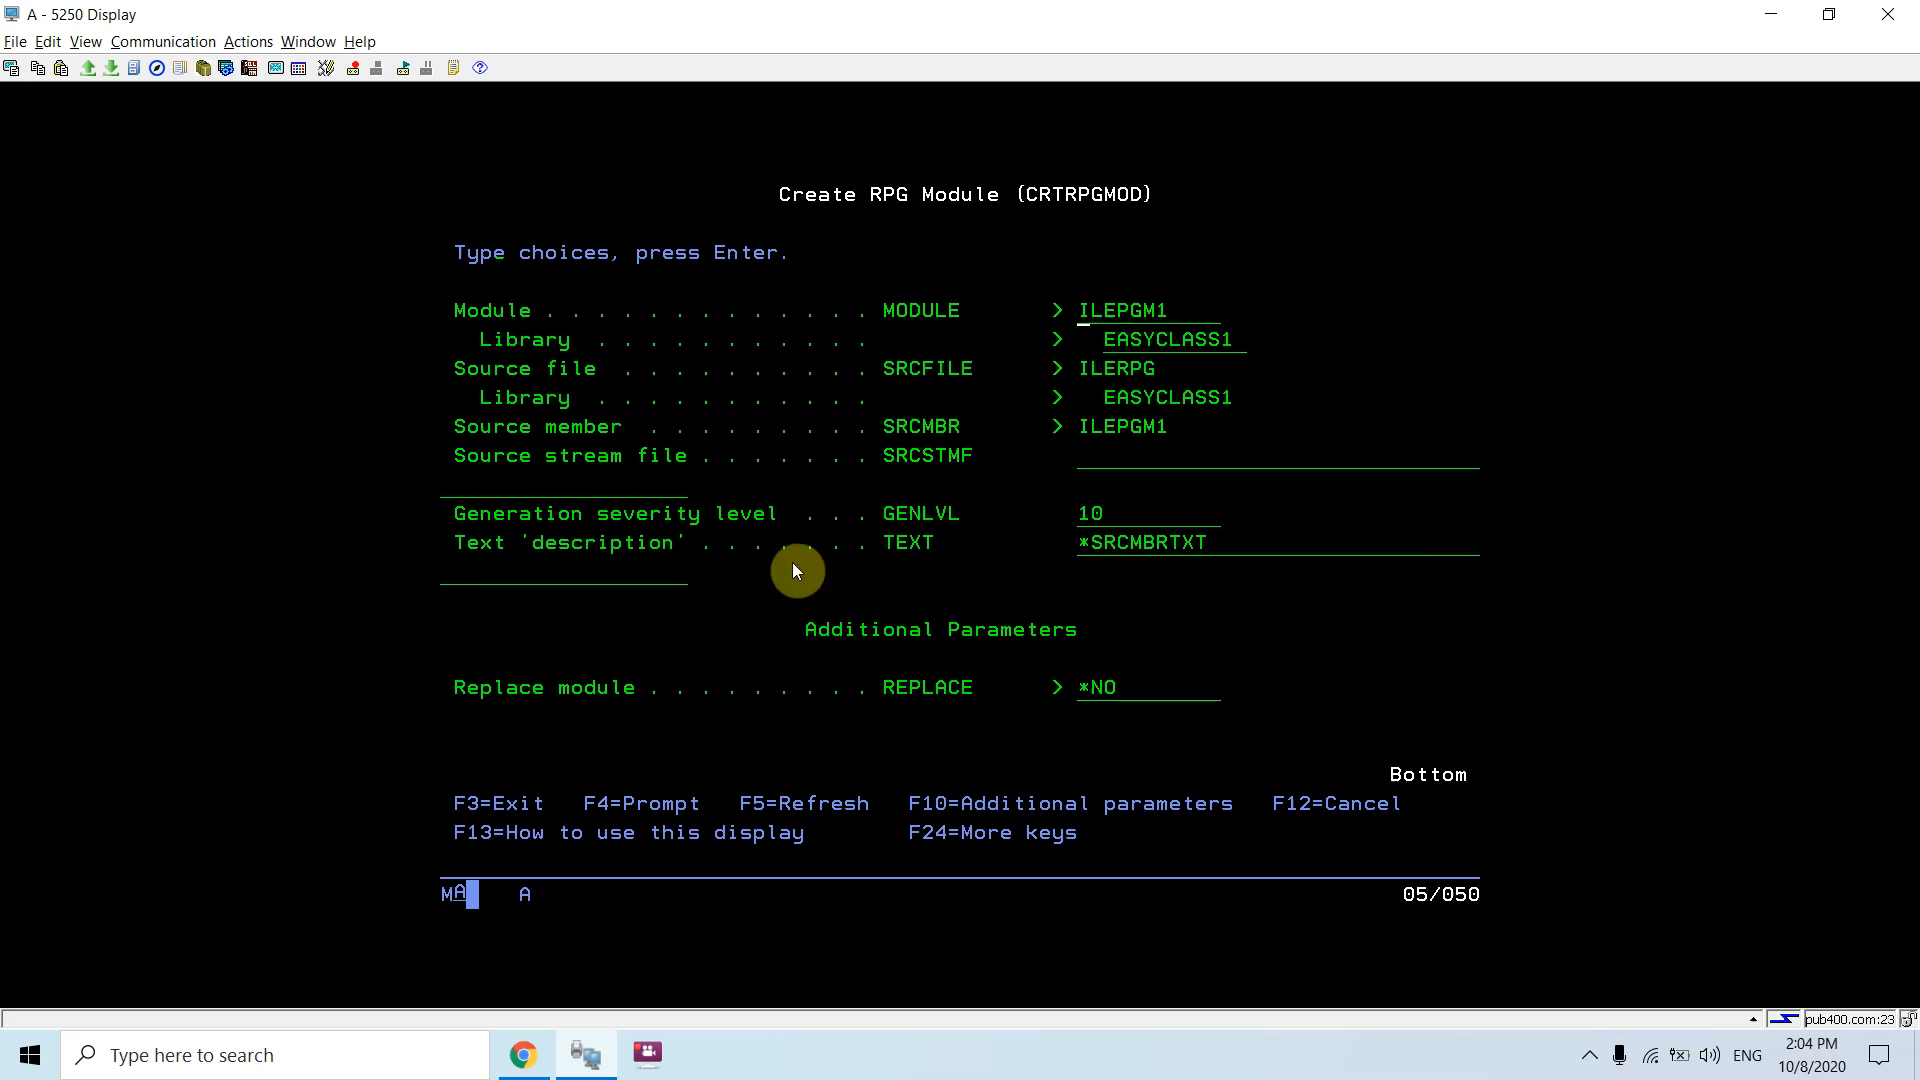 A - 5250 Display
File Edit View Communication Actions Window Help
Create RPG Module (CRTRPGMOD)
Type choices, press Enter.
Module . . . . . . . . . . . . . MODULE > ILEPGM1
Library . . . . . . . . . . . > EASYCLASS1
Source file . . . . . . . . . . SRCFILE > ILERPG
Library . . . . . . . . . . . > EASYCLASS1
Source member . . . . . . . . . SRCMBR > ILEPGM1
Source stream file . . . . . . . SRCSTMF
Generation severity level . . . GENLVL 10
Text 'description' . . . . . . . TEXT *SRCMBRTXT
Additional Parameters
Replace module . . . . . . . . . REPLACE > *NO
Bottom
F3=Exit F4=Prompt F5=Refresh F10=Additional parameters F12=Cancel
F13=How to use this display F24=More keys
MA A 05/050
pub400.com:23
Type here to search
ENG
2:04 PM
10/8/2020